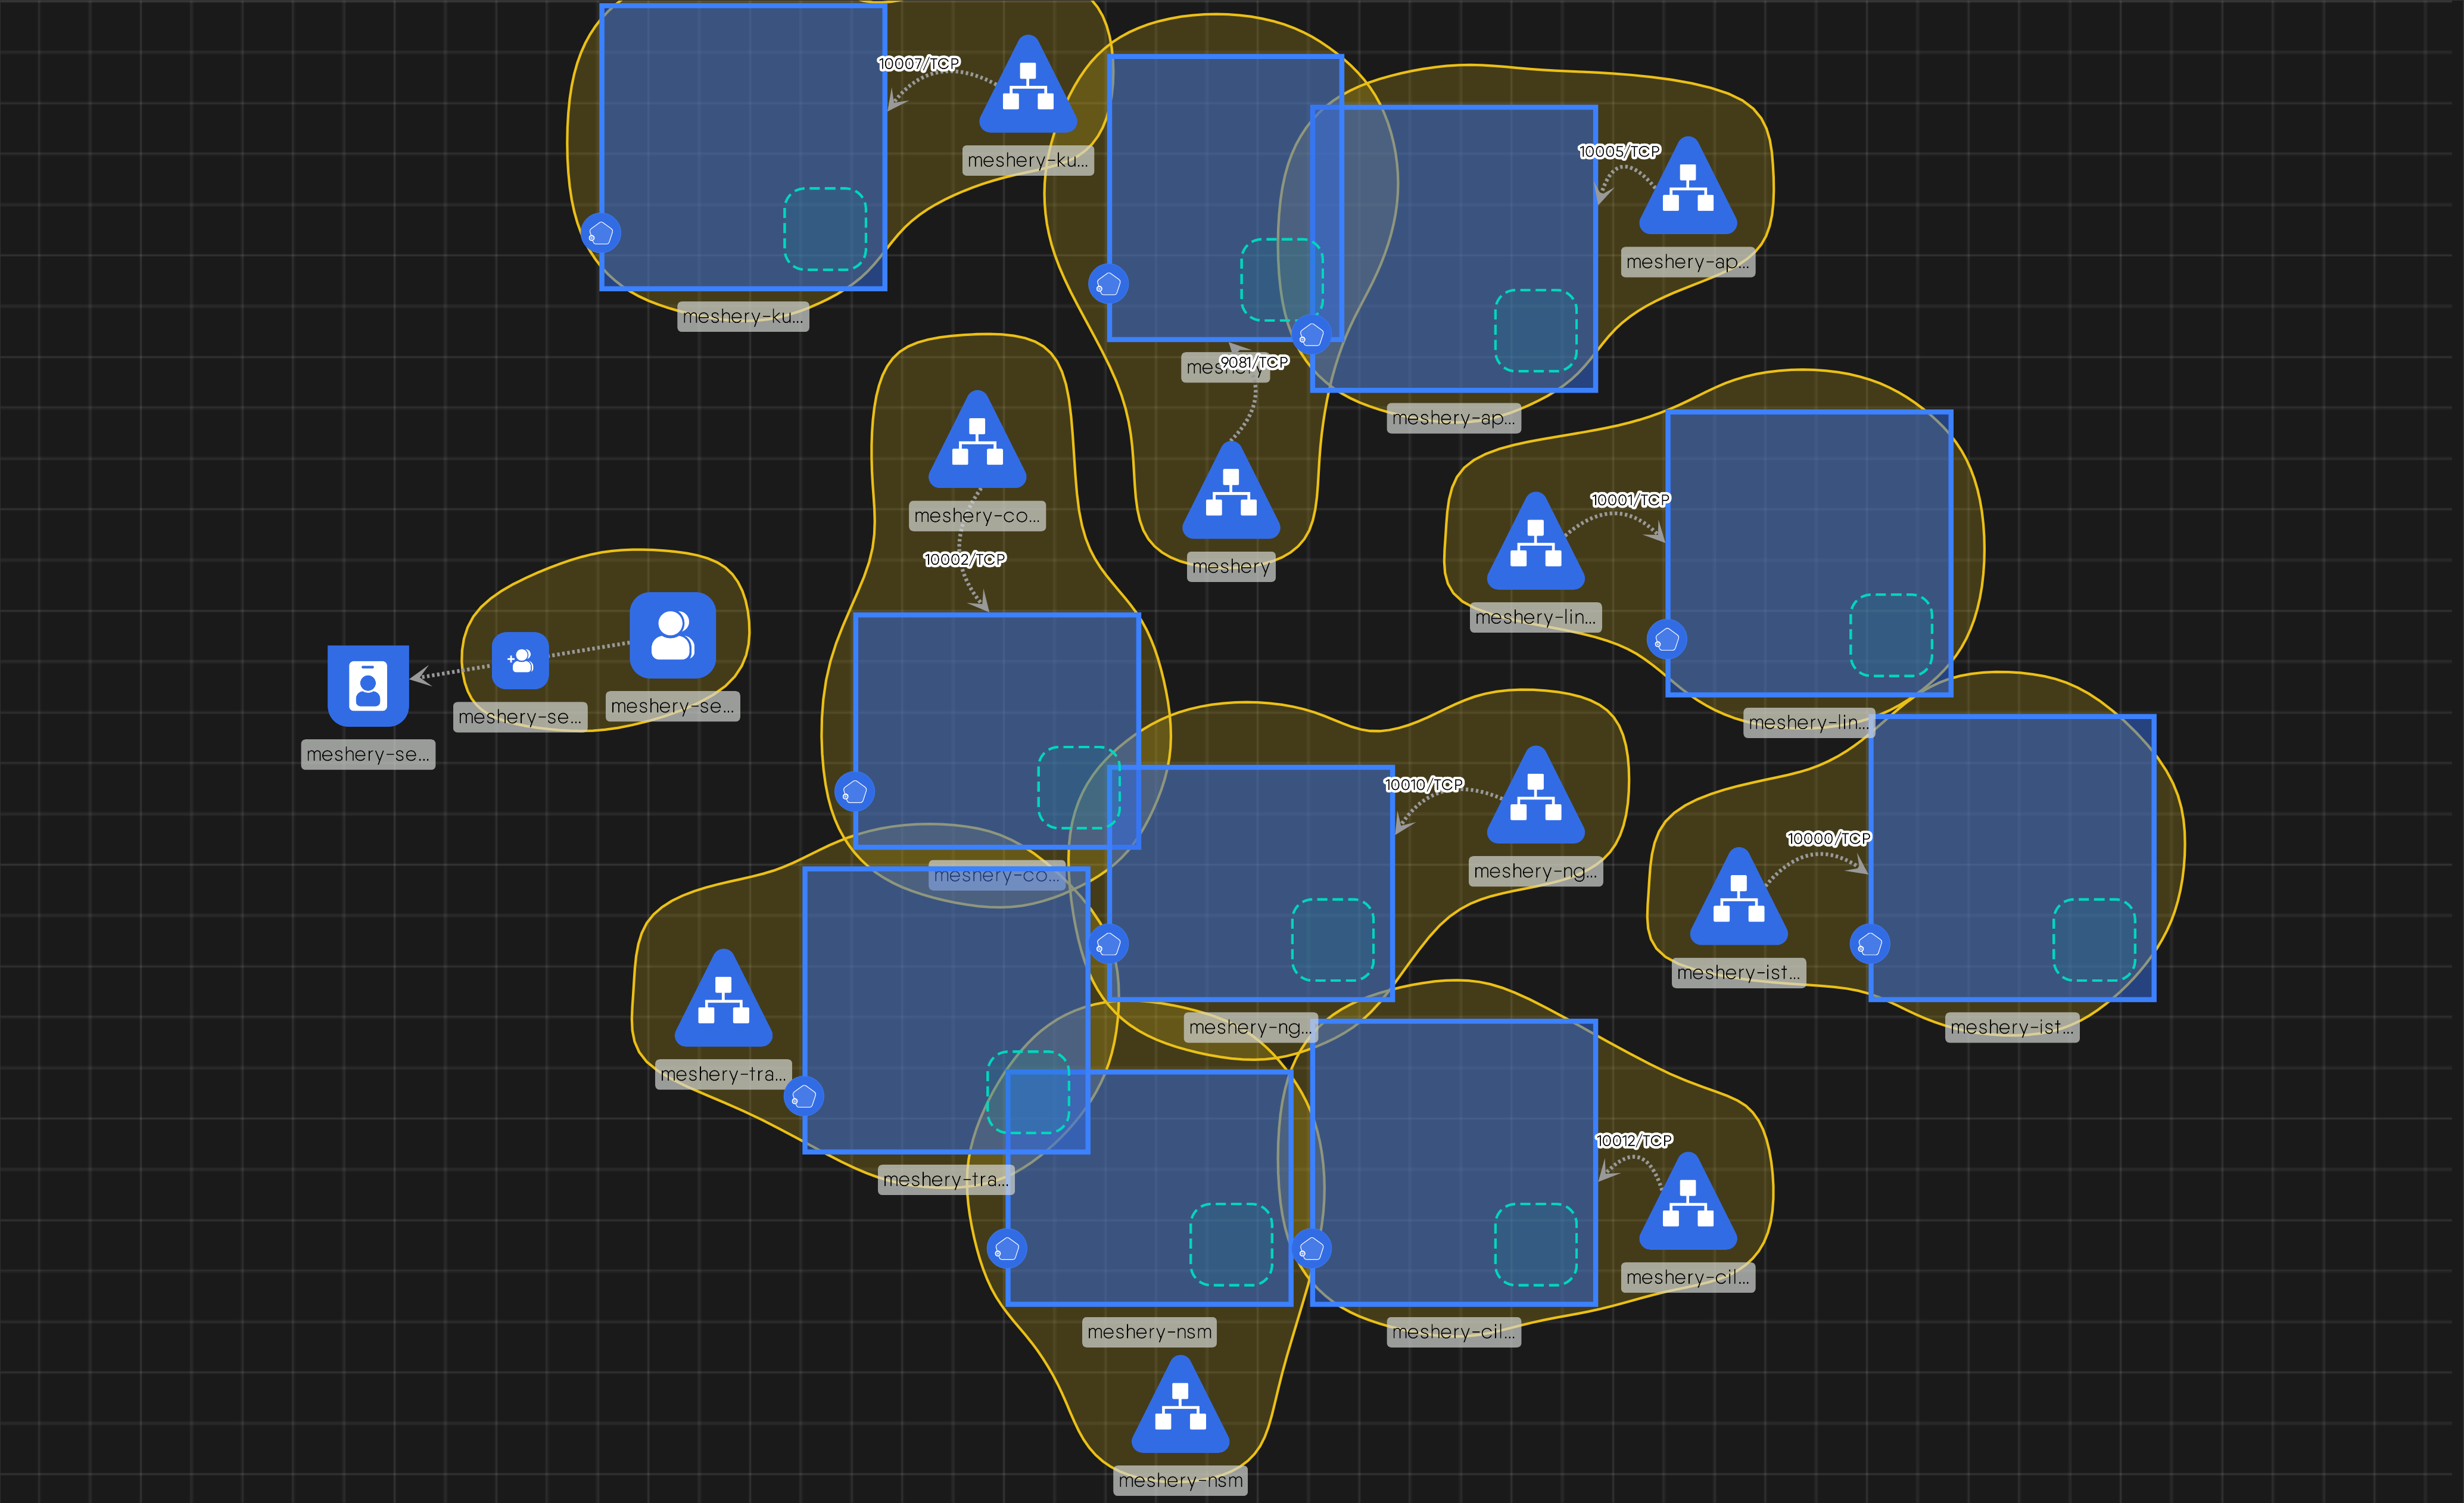 10007/TCP
meshery-ku...
meshery-ku...
10005/TCP
meshery-ap...
meshery
9081/TCP
meshery-ap...
meshery-co...
10002/TCP
meshery
10001/TCP
meshery-lin...
meshery-lin...
meshery-se...
meshery-se...
meshery-se...
10010/TCP
meshery-ng...
meshery-co...
10000/TCP
meshery-ist...
meshery-ist...
meshery-ng...
meshery-tra...
meshery-tra...
10012/TCP
meshery-cil...
meshery-nsm
meshery-cil...
meshery-nsm